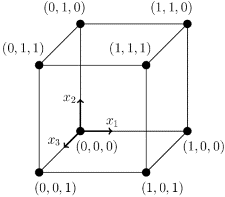 (0, 1, 0) (1, 1, 0)
(0, 1, 1) (1, 1, 1)
x₂
x₁
x₃ (0, 0, 0) (1, 0, 0)
(0, 0, 1) (1, 0, 1)